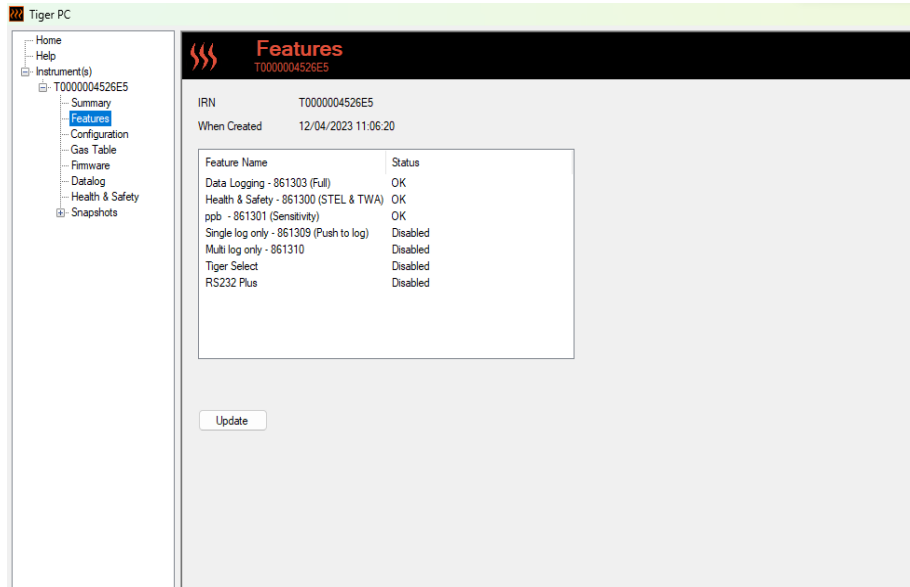 Tiger PC
Home
Help
Instrument(s)
T0000004526E5
Summary
Features
Configuration
Gas Table
Firmware
Datalog
Health & Safety
Snapshots
Features
T0000004526E5
IRN T0000004526E5
When Created 12/04/2023 11:06:20
Feature Name Status
Data Logging - 861303 (Full) OK
Health & Safety - 861300 (STEL & TWA) OK
ppb - 861301 (Sensitivity) OK
Single log only - 861309 (Push to log) Disabled
Multi log only - 861310 Disabled
Tiger Select Disabled
RS232 Plus Disabled
Update